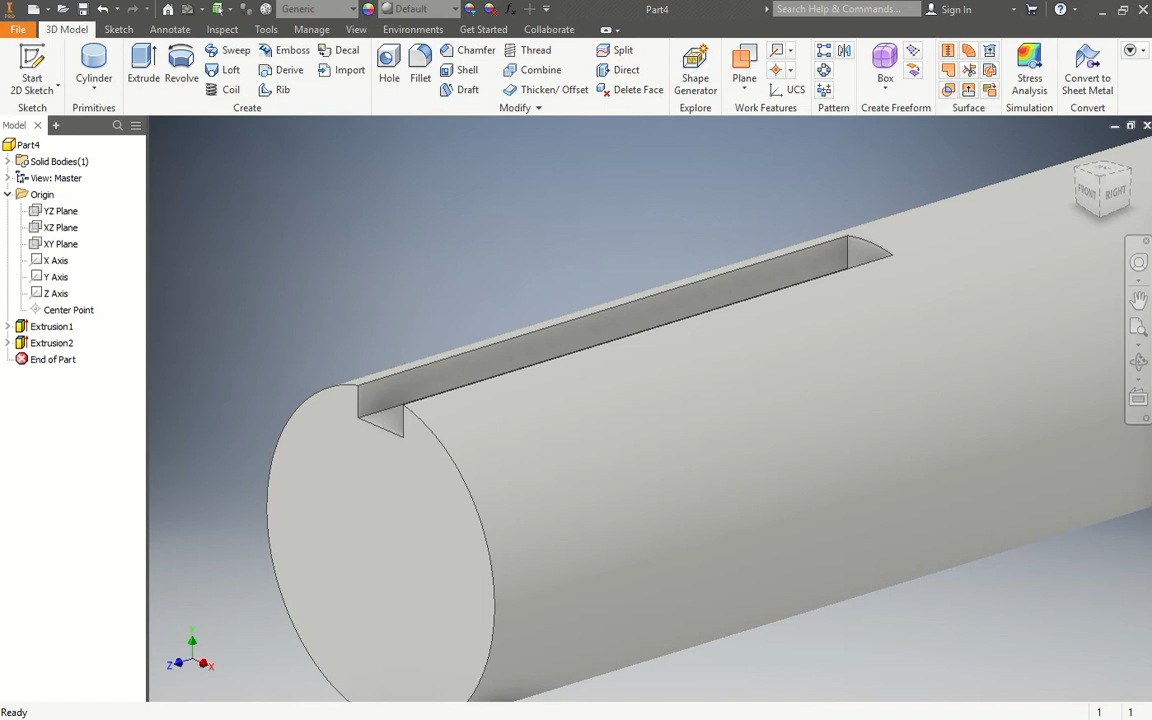 Generic Default Part4 Search Help & Commands... Sign In
PRO
File 3D Model Sketch Annotate Inspect Tools Manage View Environments Get Started Collaborate
Start 2D Sketch Cylinder Extrude Revolve Sweep Emboss Decal Hole Fillet Chamfer Thread Split Shape Generator Plane Box Stress Analysis Convert to Sheet Metal
Loft Derive Import Shell Combine Direct
Coil Rib Draft Thicken/ Offset Delete Face UCS
Sketch Primitives Create Modify Explore Work Features Pattern Create Freeform Surface Simulation Convert
Model
Part4
Solid Bodies(1)
View: Master
Origin
YZ Plane
XZ Plane
XY Plane
X Axis
Y Axis
Z Axis
Center Point
Extrusion1
Extrusion2
End of Part
FRONT RIGHT
Y
Z X
Ready 1 1